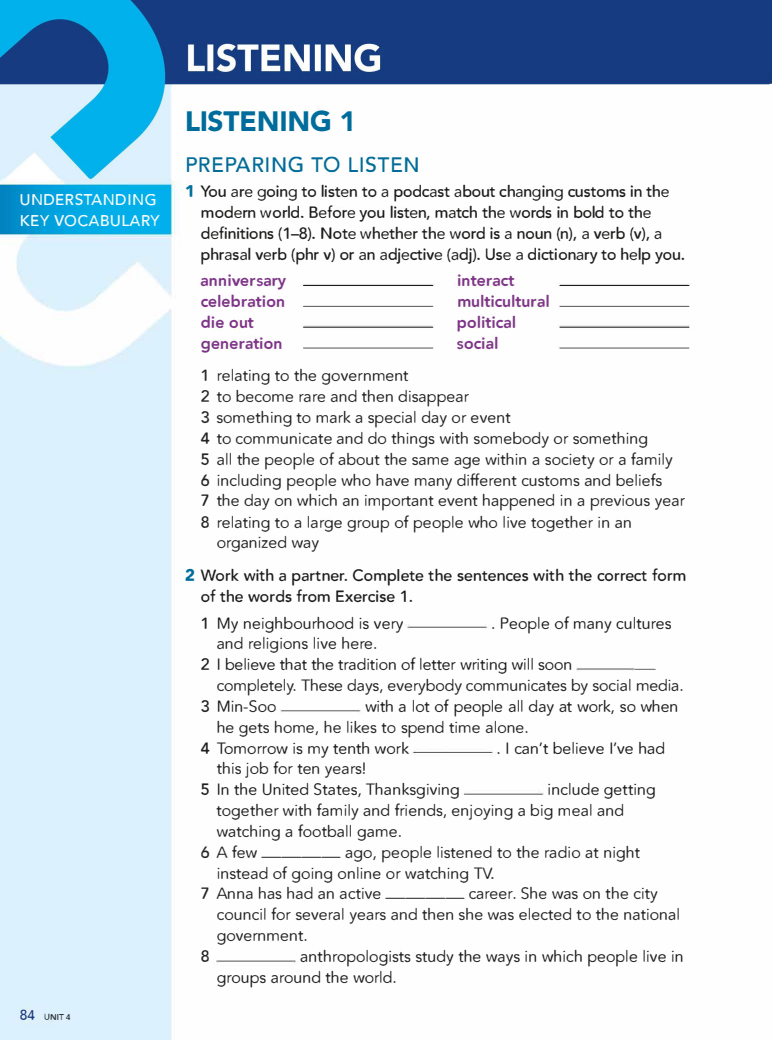 LISTENING
LISTENING 1
PREPARING TO LISTEN
UNDERSTANDING
KEY VOCABULARY
1 You are going to listen to a podcast about changing customs in the
modern world. Before you listen, match the words in bold to the
definitions (1–8). Note whether the word is a noun (n), a verb (v), a
phrasal verb (phr v) or an adjective (adj). Use a dictionary to help you.
anniversary ______ interact ______
celebration ______ multicultural ______
die out ______ political ______
generation ______ social ______
1 relating to the government
2 to become rare and then disappear
3 something to mark a special day or event
4 to communicate and do things with somebody or something
5 all the people of about the same age within a society or a family
6 including people who have many different customs and beliefs
7 the day on which an important event happened in a previous year
8 relating to a large group of people who live together in an
organized way
2 Work with a partner. Complete the sentences with the correct form
of the words from Exercise 1.
1 My neighbourhood is very ______ . People of many cultures
and religions live here.
2 I believe that the tradition of letter writing will soon ______
completely. These days, everybody communicates by social media.
3 Min-Soo ______ with a lot of people all day at work, so when
he gets home, he likes to spend time alone.
4 Tomorrow is my tenth work ______ . I can't believe I've had
this job for ten years!
5 In the United States, Thanksgiving ______ include getting
together with family and friends, enjoying a big meal and
watching a football game.
6 A few ______ ago, people listened to the radio at night
instead of going online or watching TV.
7 Anna has had an active ______ career. She was on the city
council for several years and then she was elected to the national
government.
8 ______ anthropologists study the ways in which people live in
groups around the world.
84 UNIT 4